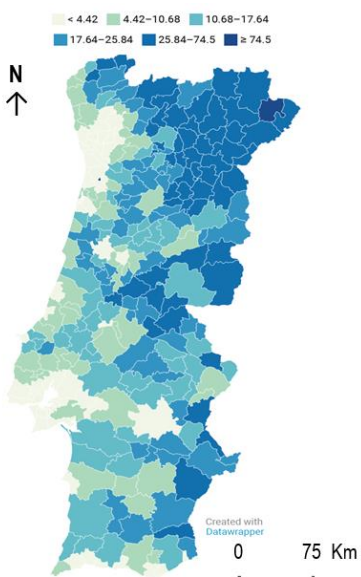 < 4.42 4.42–10.68 10.68–17.64
17.64–25.84 25.84–74.5 ≥ 74.5
N
Created with
Datawrapper
0 75 Km